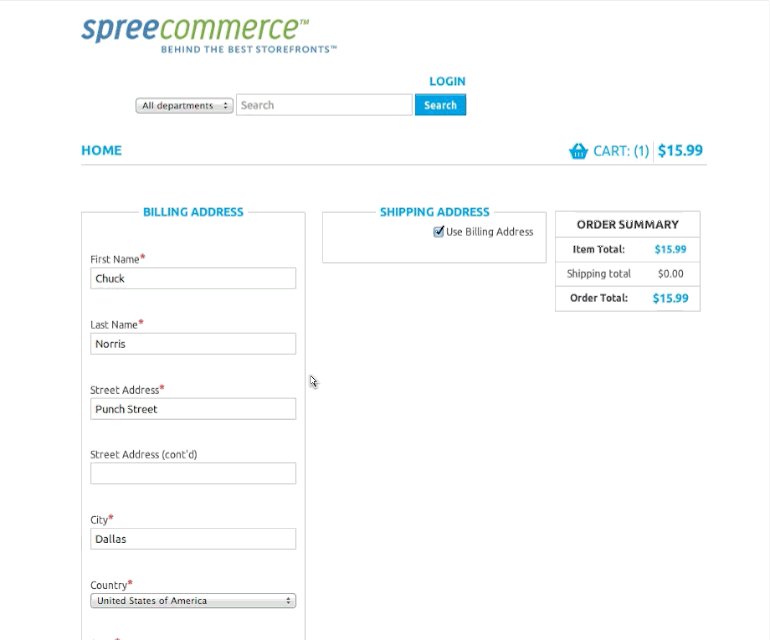 spreecommerce™
BEHIND THE BEST STOREFRONTS™
LOGIN
All departments Search Search
HOME CART: (1) $15.99
BILLING ADDRESS
First Name*
Chuck
Last Name*
Norris
Street Address*
Punch Street
Street Address (cont'd)
City*
Dallas
Country*
United States of America
SHIPPING ADDRESS
Use Billing Address
ORDER SUMMARY
Item Total: $15.99
Shipping total $0.00
Order Total: $15.99